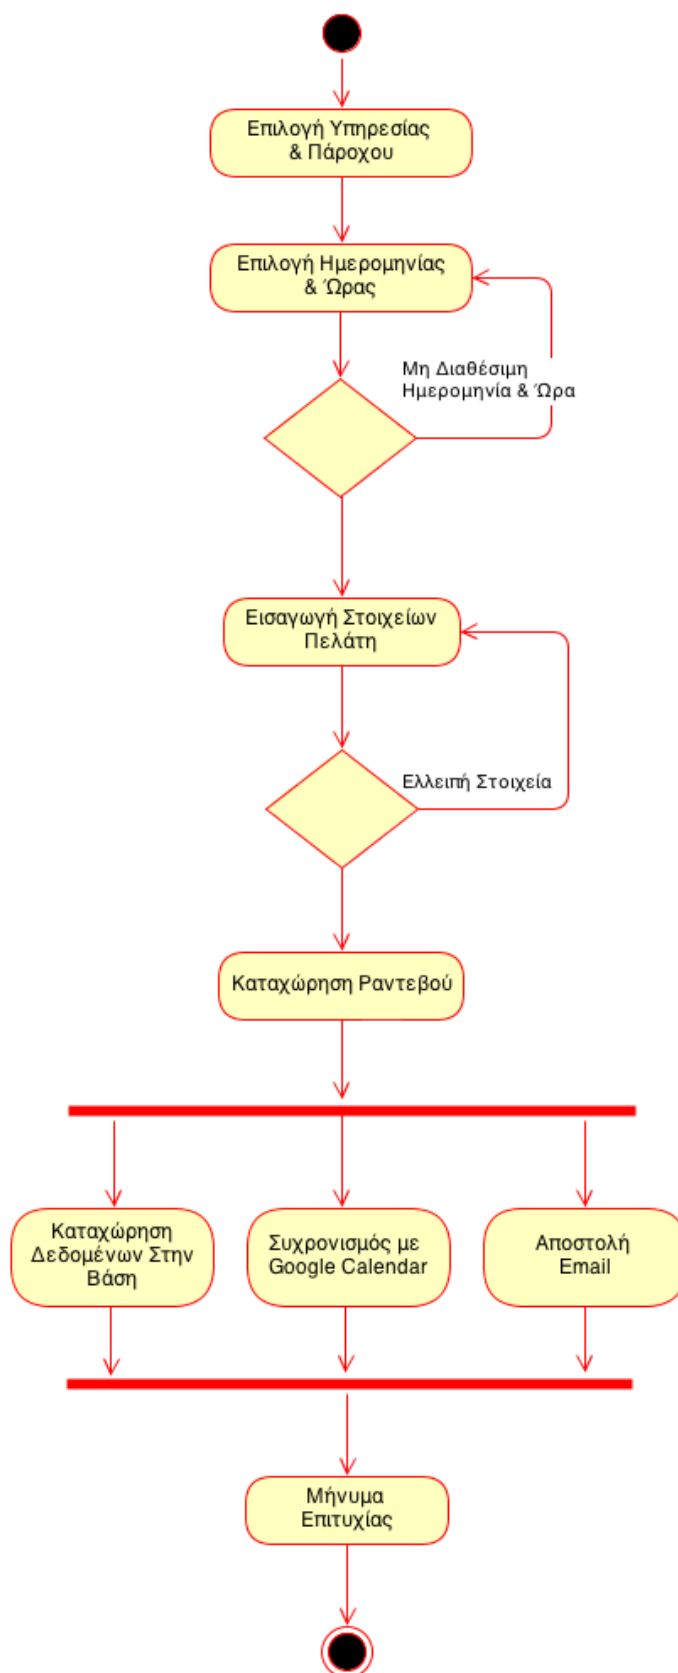 Επιλογή Υπηρεσίας
& Πάροχου
Επιλογή Ημερομηνίας
& Ώρας
Μη Διαθέσιμη
Ημερομηνία & Ώρα
Εισαγωγή Στοιχείων
Πελάτη
Ελλειπή Στοιχεία
Καταχώρηση Ραντεβού
Καταχώρηση
Δεδομένων Στην
Βάση
Συχρονισμός με
Google Calendar
Αποστολή
Email
Μήνυμα
Επιτυχίας